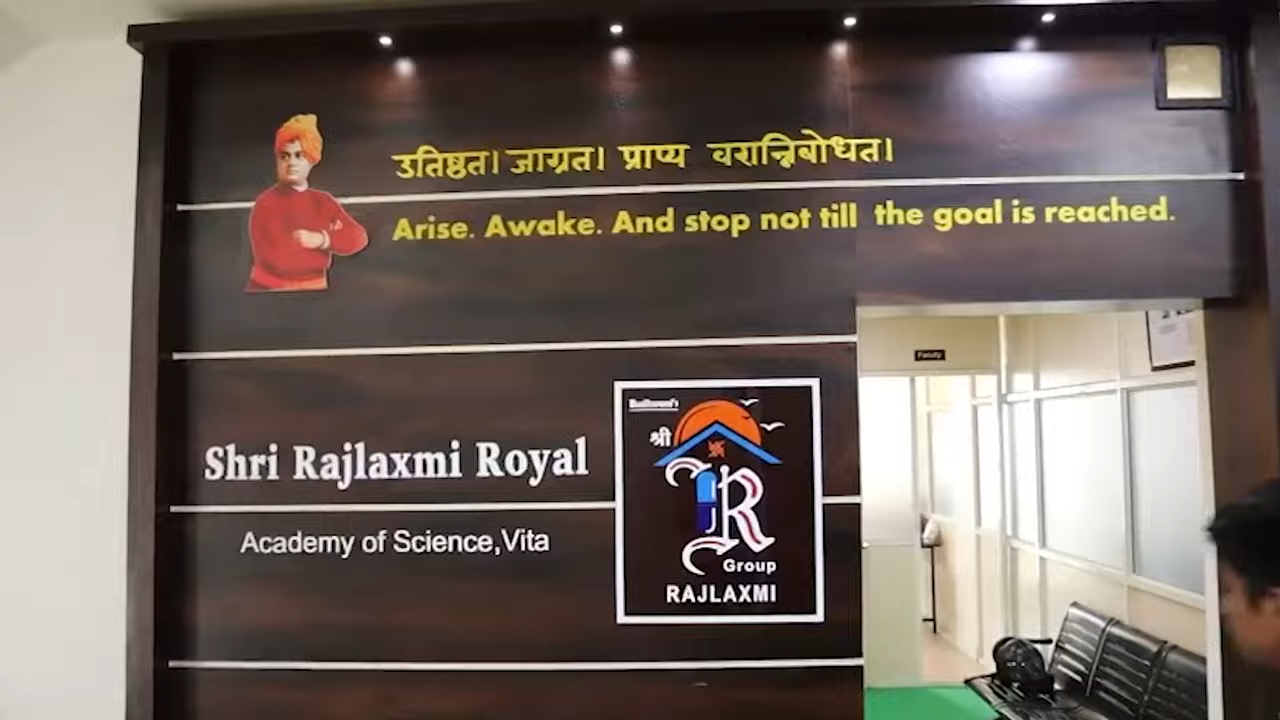 उतिष्ठत। जाग्रत। प्राप्य वरान्निबोधत।
Arise. Awake. And stop not till the goal is reached.
Faculty
Shri Rajlaxmi Royal
Academy of Science,Vita
श्री
R
Group
RAJLAXMI